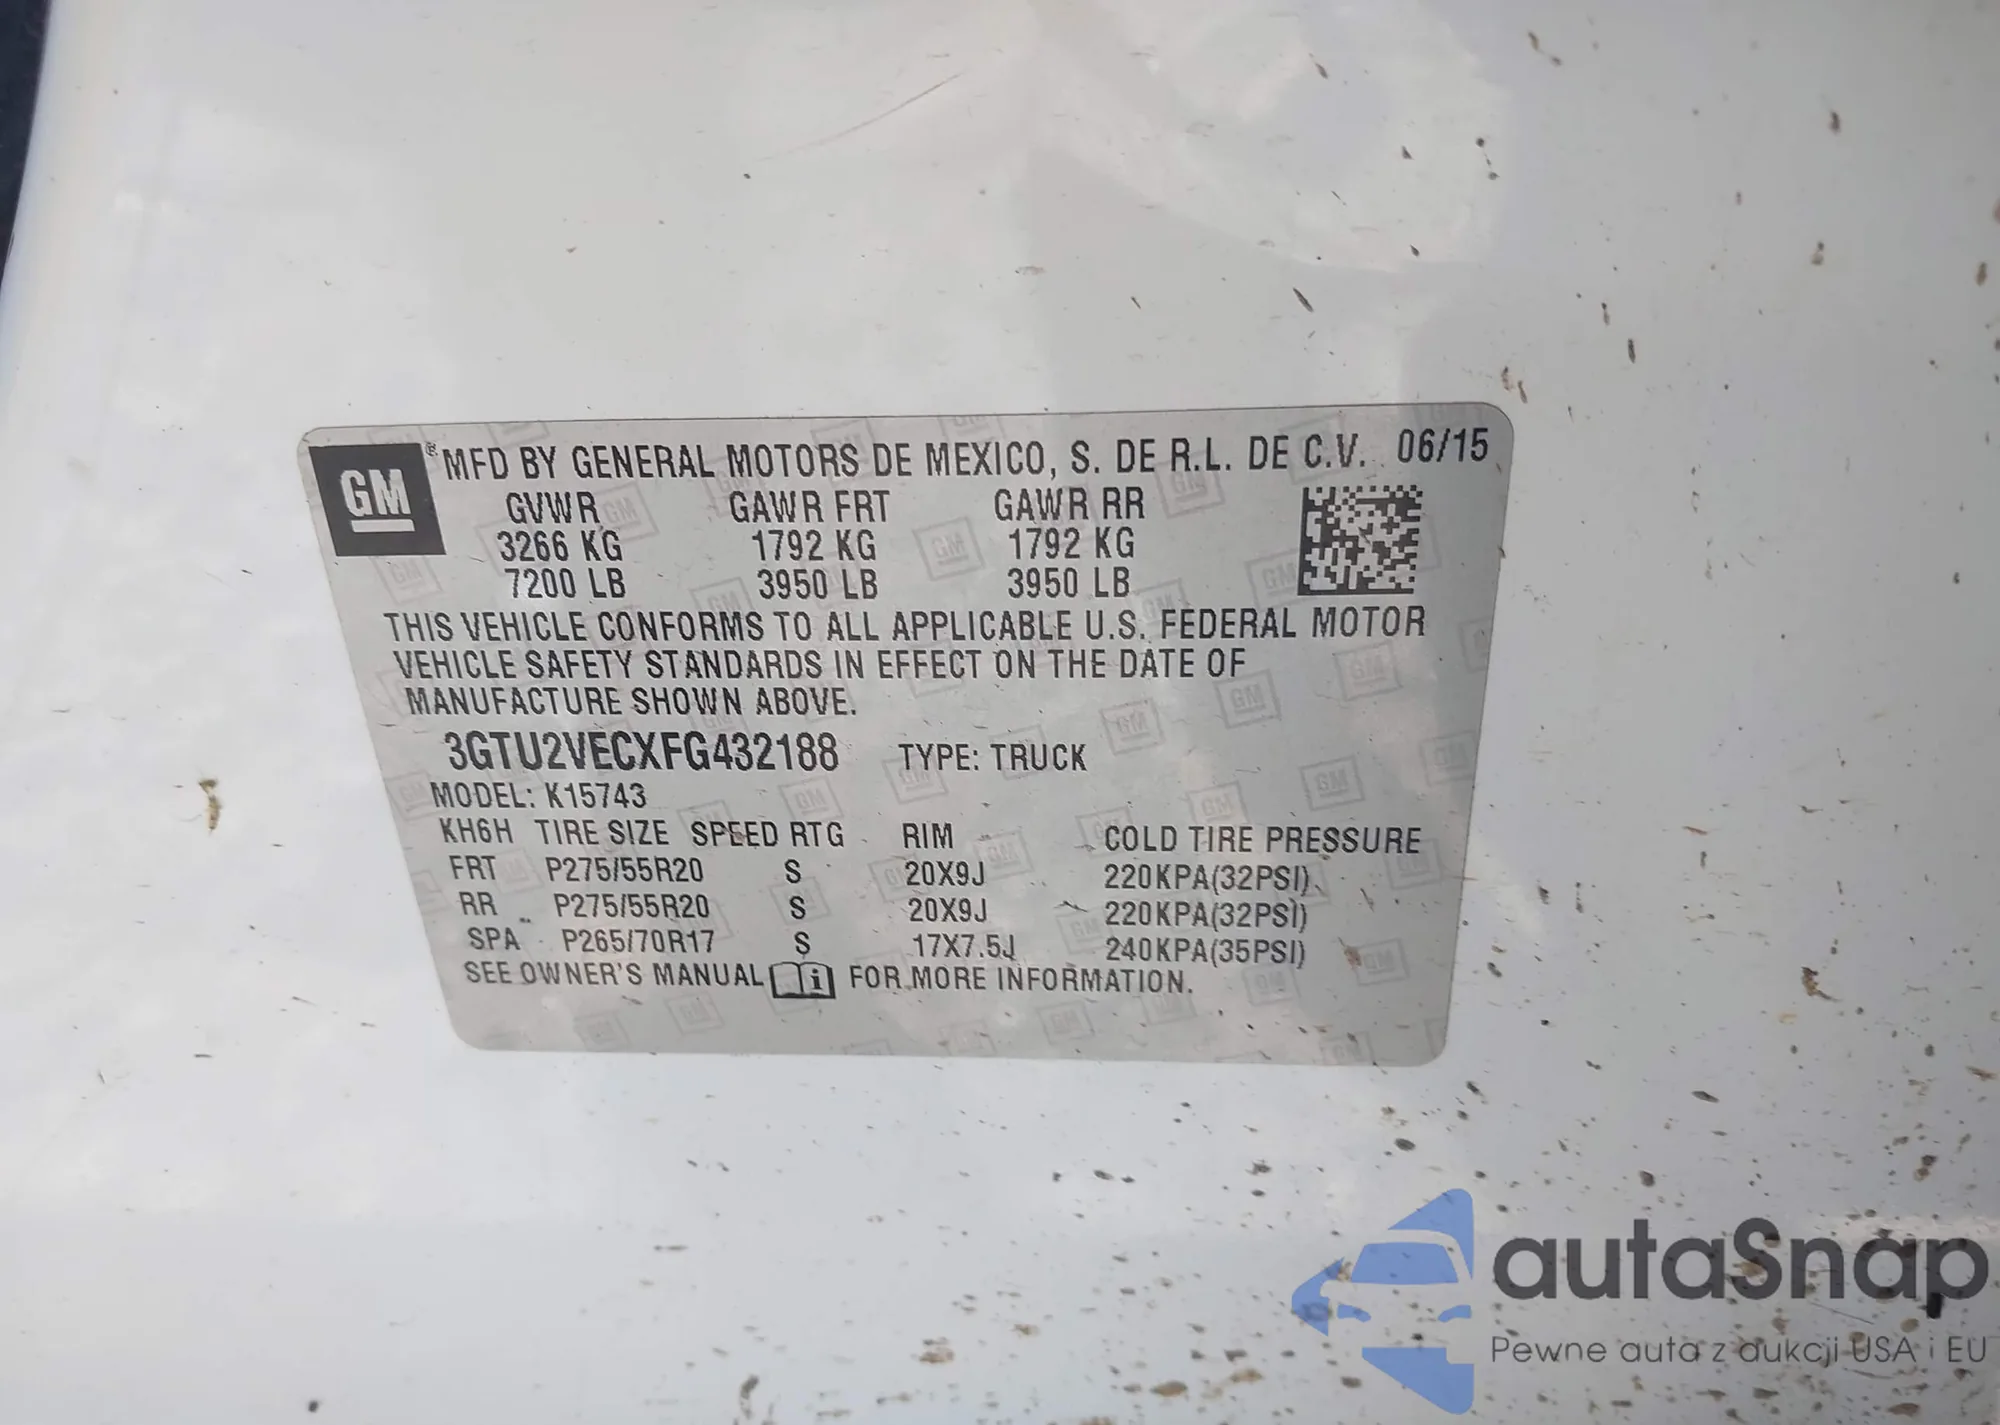 GM® MFD BY GENERAL MOTORS DE MEXICO, S. DE R.L. DE C.V. 06/15
GVWR GAWR FRT GAWR RR
3266 KG 1792 KG 1792 KG
7200 LB 3950 LB 3950 LB
THIS VEHICLE CONFORMS TO ALL APPLICABLE U.S. FEDERAL MOTOR
VEHICLE SAFETY STANDARDS IN EFFECT ON THE DATE OF
MANUFACTURE SHOWN ABOVE.
3GTU2VECXFG432188 TYPE: TRUCK
MODEL: K15743
KH6H TIRE SIZE SPEED RTG RIM COLD TIRE PRESSURE
FRT P275/55R20 S 20X9J 220KPA(32PSI)
RR P275/55R20 S 20X9J 220KPA(32PSI)
SPA P265/70R17 S 17X7.5J 240KPA(35PSI)
SEE OWNER'S MANUAL i FOR MORE INFORMATION.
autaSnap
Pewne auta z aukcji USA i EU